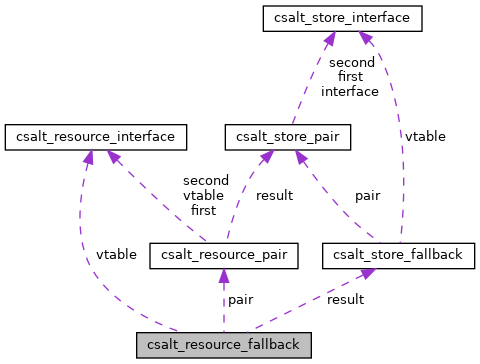 csalt_store_interface
second
first
interface
csalt_resource_interface
csalt_store_pair
vtable
second
vtable
first
result
pair
csalt_resource_pair
csalt_store_fallback
vtable
pair
result
csalt_resource_fallback